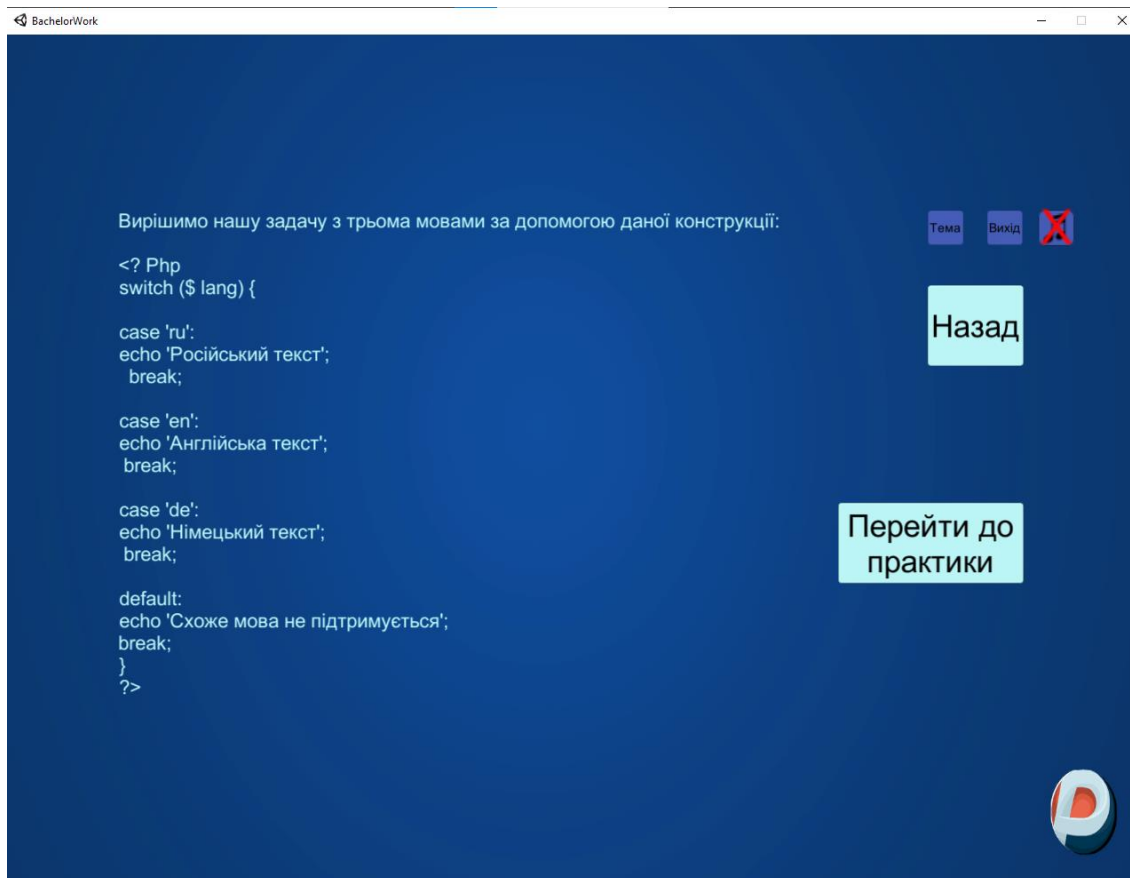 BachelorWork
Вирішимо нашу задачу з трьома мовами за допомогою даної конструкції:
Тема
Вихід
<? Php
switch ($ lang) {
Назад
case 'ru':
echo 'Російський текст';
break;
case 'en':
echo 'Англійська текст';
break;
case 'de':
echo 'Німецький текст';
break;
Перейти до
практики
default:
echo 'Схоже мова не підтримується';
break;
}
?>